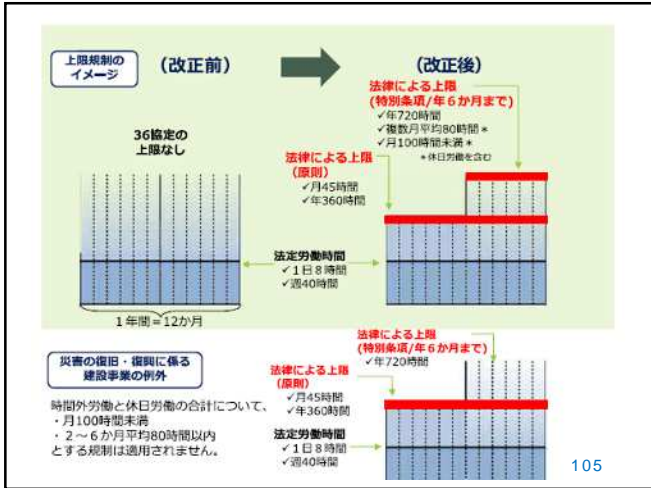 上限規制の
イメージ
（改正前）
（改正後）
36協定の
上限なし
法律による上限
(特別条項/年６か月まで)
✓年720時間
✓複数月平均80時間＊
✓月100時間未満＊
＊休日労働を含む
法律による上限
(原則)
✓月45時間
✓年360時間
法定労働時間
✓１日８時間
✓週40時間
１年間＝12か月
災害の復旧・復興に係る
建設事業の例外
時間外労働と休日労働の合計について、
・月100時間未満
・２～６か月平均80時間以内
とする規制は適用されません。
法律による上限
(特別条項/年６か月まで)
✓年720時間
法律による上限
(原則)
✓月45時間
✓年360時間
法定労働時間
✓１日８時間
✓週40時間
105